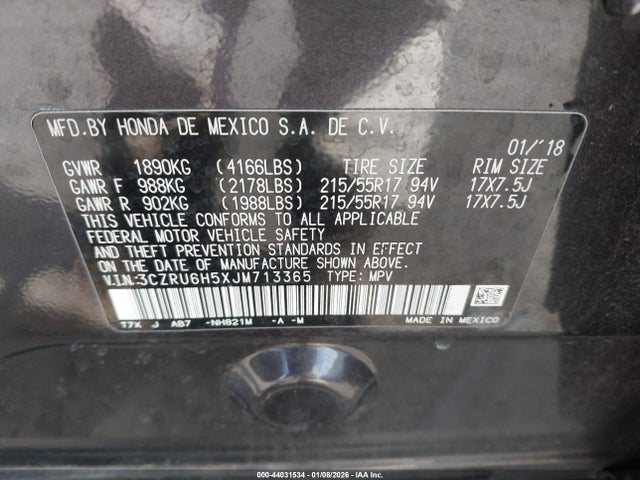 MFD.BY HONDA DE MEXICO S.A. DE C.V.
01/'18
GVWR 1890KG (4166LBS) TIRE SIZE RIM SIZE
GAWR F 988KG (2178LBS) 215/55R17 94V 17X7.5J
GAWR R 902KG (1988LBS) 215/55R17 94V 17X7.5J
THIS VEHICLE CONFORMS TO ALL APPLICABLE
FEDERAL MOTOR VEHICLE SAFETY
AND THEFT PREVENTION STANDARDS IN EFFECT
ON THE DATE OF MANUFACTURE SHOWN ABOVE.
V.I.N:3CZRU6H5XJM713365 TYPE: MPV
T7X J AB7 -NH821M -A -M
MADE IN MEXICO
000-44031534 - 01/08/2026 - IAA Inc.